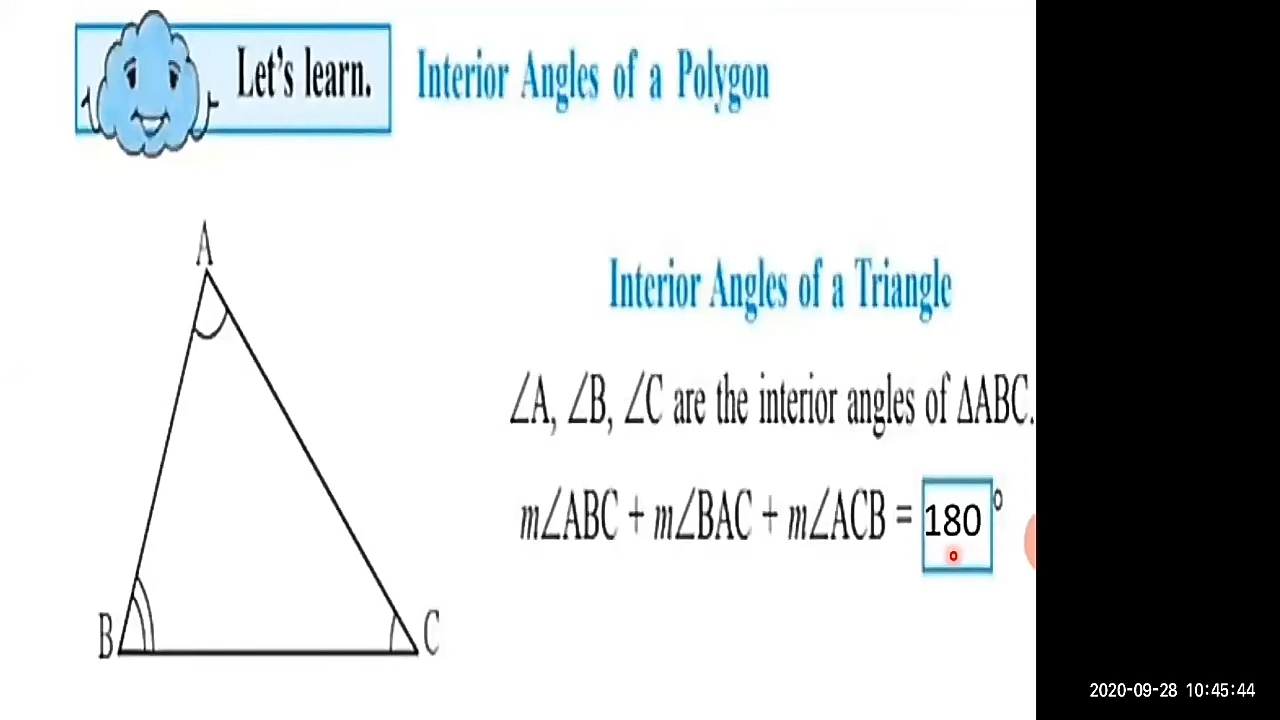 Let's learn. Interior Angles of a Polygon
A
Interior Angles of a Triangle
∠A, ∠B, ∠C are the interior angles of ΔABC.
m∠ABC + m∠BAC + m∠ACB = 180°
B C
2020-09-28 10:45:44